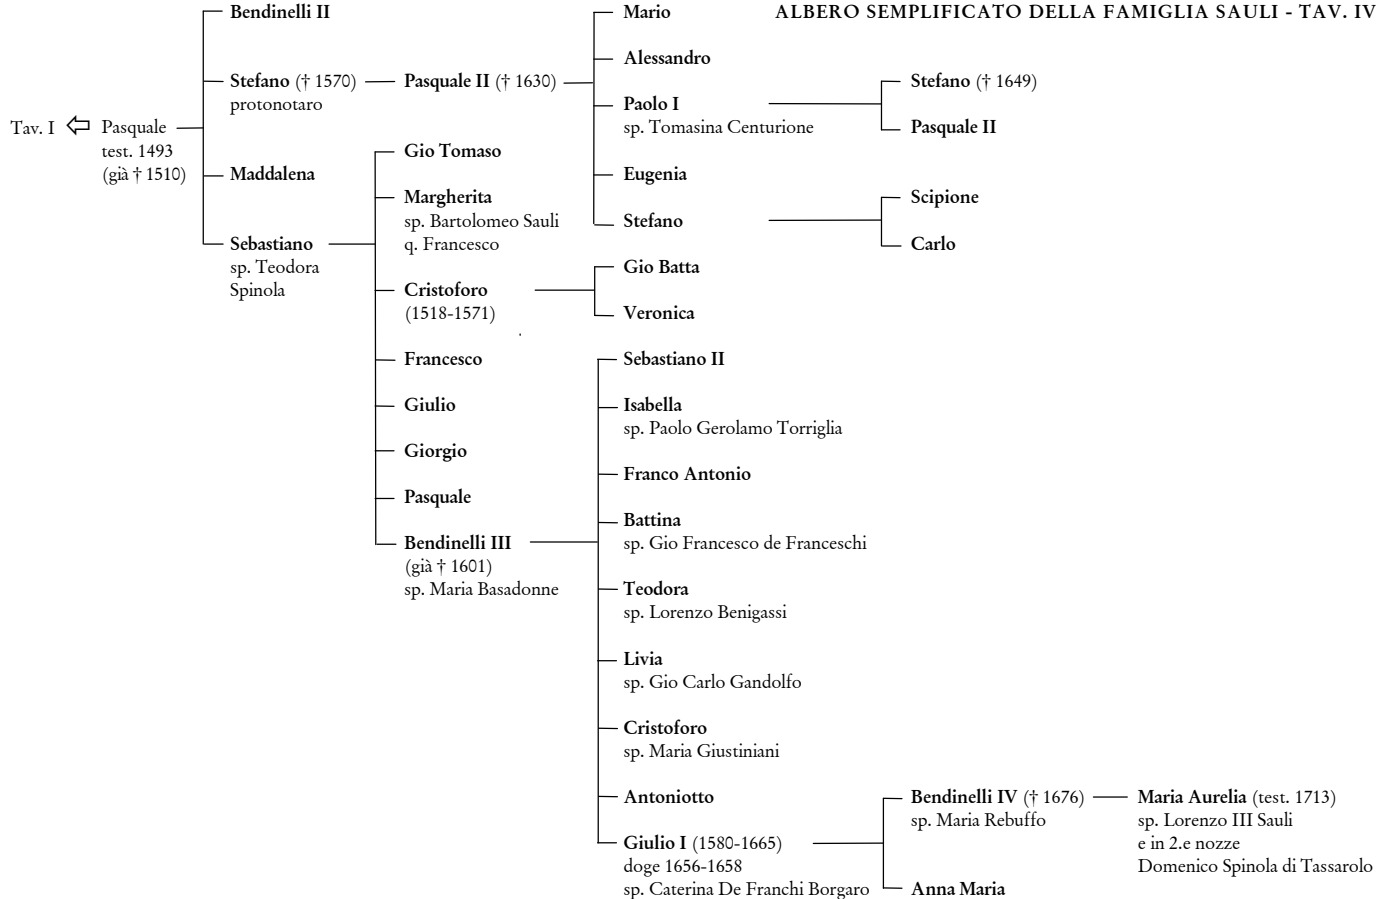 ALBERO SEMPLIFICATO DELLA FAMIGLIA SAULI - TAV. IV
Tav. I
Pasquale
test. 1493
(già † 1510)
Bendinelli II
Stefano († 1570)
protonotaro
Maddalena
Sebastiano
sp. Teodora
Spinola
Pasquale II († 1630)
Gio Tomaso
Margherita
sp. Bartolomeo Sauli
q. Francesco
Cristoforo
(1518-1571)
Francesco
Giulio
Giorgio
Pasquale
Bendinelli III
(già † 1601)
sp. Maria Basadonne
Mario
Alessandro
Paolo I
sp. Tomasina Centurione
Eugenia
Stefano
Gio Batta
Veronica
Sebastiano II
Isabella
sp. Paolo Gerolamo Torriglia
Franco Antonio
Battina
sp. Gio Francesco de Franceschi
Teodora
sp. Lorenzo Benigassi
Livia
sp. Gio Carlo Gandolfo
Cristoforo
sp. Maria Giustiniani
Antoniotto
Giulio I (1580-1665)
doge 1656-1658
sp. Caterina De Franchi Borgaro
Stefano († 1649)
Pasquale II
Scipione
Carlo
Bendinelli IV († 1676)
sp. Maria Rebuffo
Anna Maria
Maria Aurelia (test. 1713)
sp. Lorenzo III Sauli
e in 2.e nozze
Domenico Spinola di Tassarolo